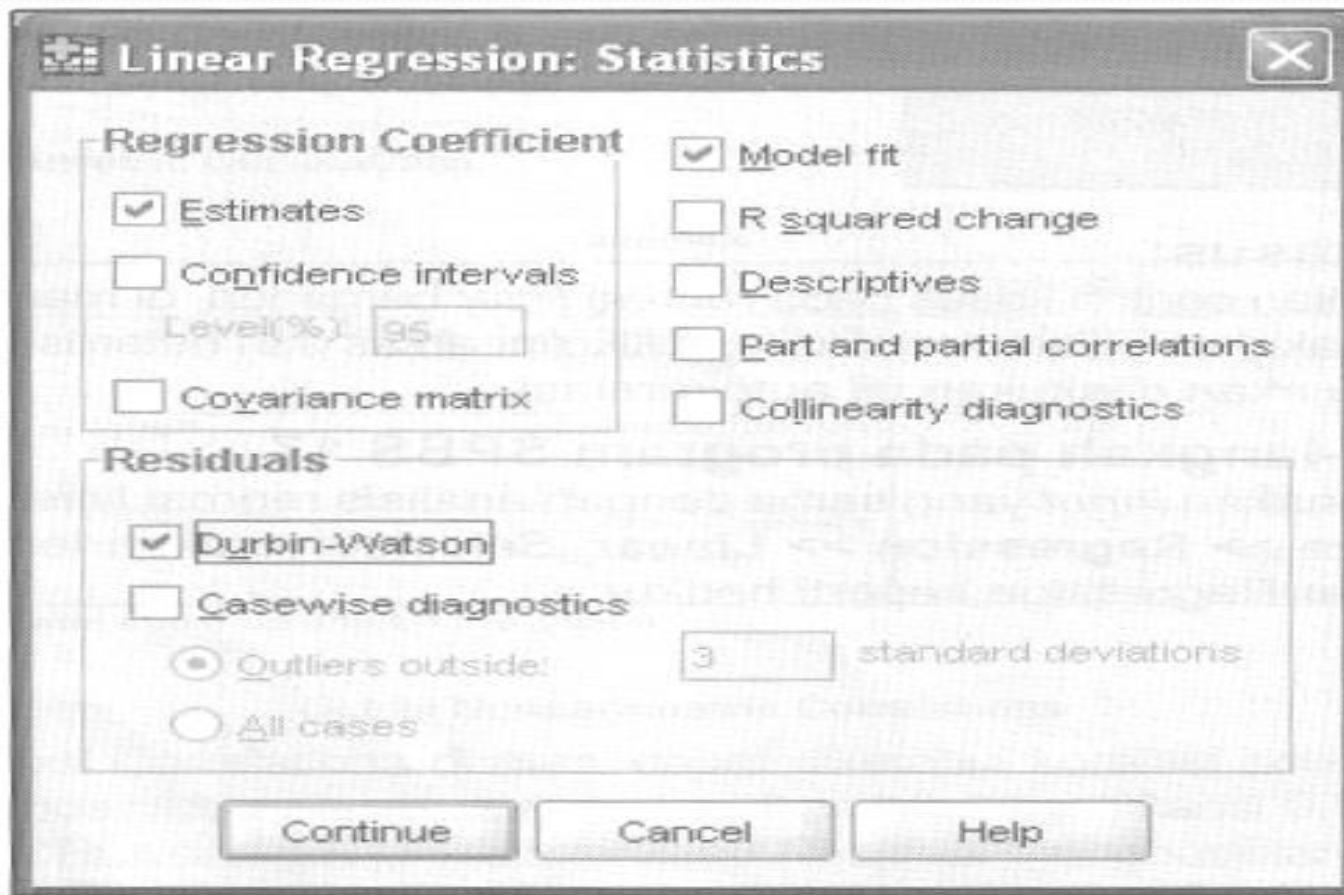 Linear Regression: Statistics
Regression Coefficient
Estimates
Confidence intervals
Level(%): 95
Covariance matrix
Model fit
R squared change
Descriptives
Part and partial correlations
Collinearity diagnostics
Residuals
Durbin-Watson
Casewise diagnostics
Outliers outside: 3 standard deviations
All cases
Continue Cancel Help